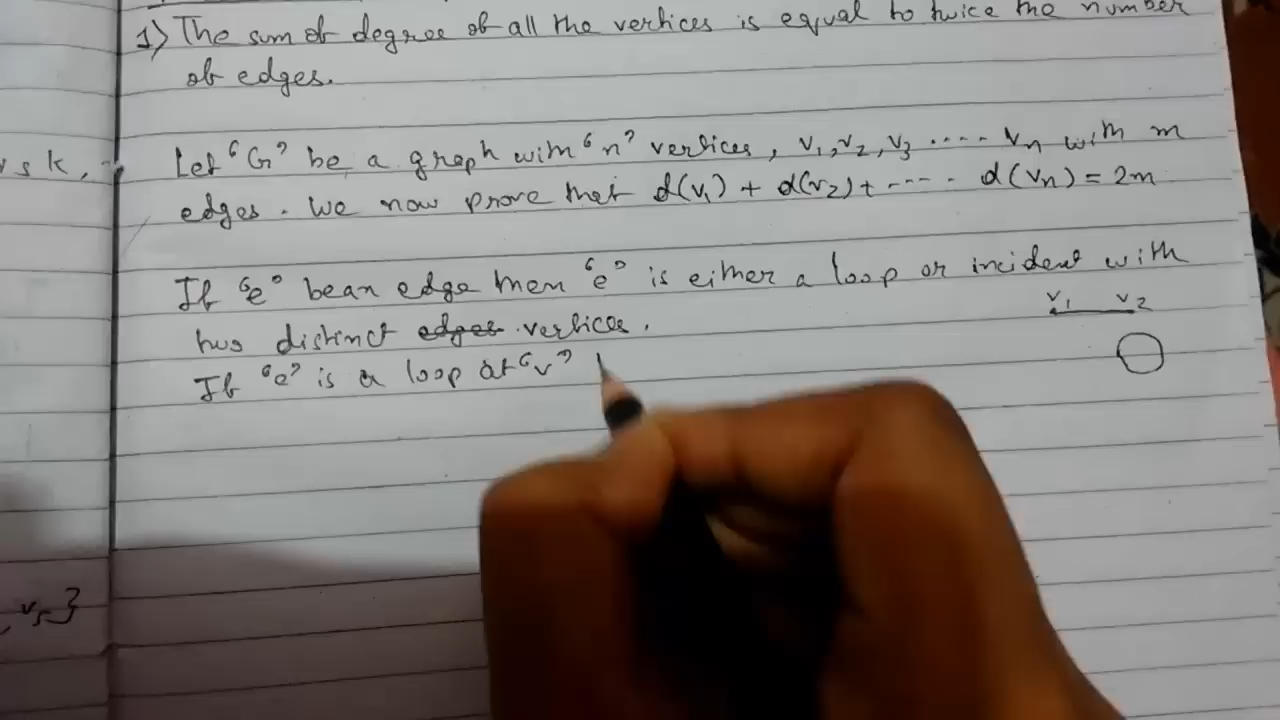 1) The sum of degree of all the vertices is equal to twice the number
of edges.
Let 'G' be a graph with 'n' vertices, v1, v2, v3 .... vn with m
edges. We now prove that d(v1) + d(v2) + ---- d(vn) = 2m
If 'e' be an edge then 'e' is either a loop or incident with
two distinct edges vertices.
v1 v2
If 'e' is a loop at 'v'
s k,
, v5}